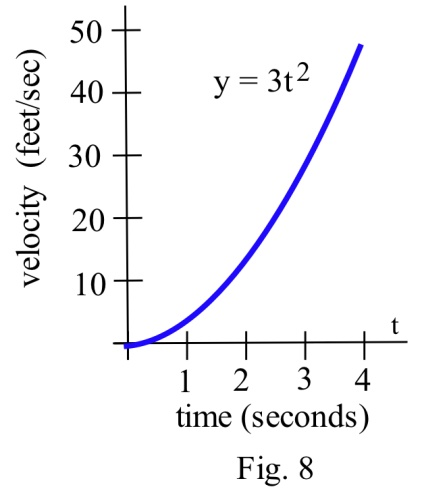 velocity (feet/sec)
50
40
30
20
10
y = 3t²
t
1 2 3 4
time (seconds)
Fig. 8